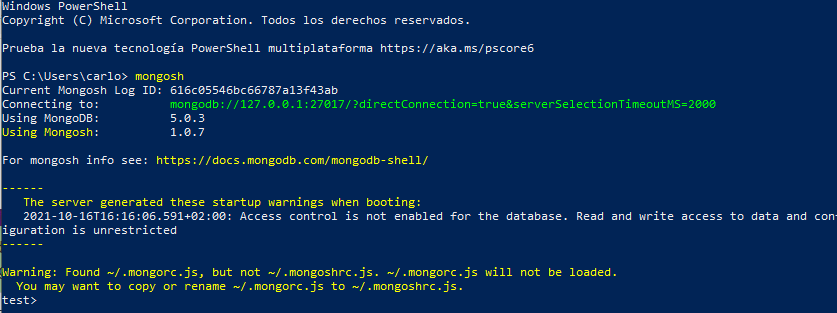 Windows PowerShell
Copyright (C) Microsoft Corporation. Todos los derechos reservados.
Prueba la nueva tecnología PowerShell multiplataforma https://aka.ms/pscore6
PS C:\Users\carlo> mongosh
Current Mongosh Log ID: 616c05546bc66787a13f43ab
Connecting to: mongodb://127.0.0.1:27017/?directConnection=true&serverSelectionTimeoutMS=2000
Using MongoDB: 5.0.3
Using Mongosh: 1.0.7
For mongosh info see: https://docs.mongodb.com/mongodb-shell/
------
The server generated these startup warnings when booting:
2021-10-16T16:16:06.591+02:00: Access control is not enabled for the database. Read and write access to data and con
iguration is unrestricted
------
Warning: Found ~/.mongorc.js, but not ~/.mongoshrc.js. ~/.mongorc.js will not be loaded.
You may want to copy or rename ~/.mongorc.js to ~/.mongoshrc.js.
test>